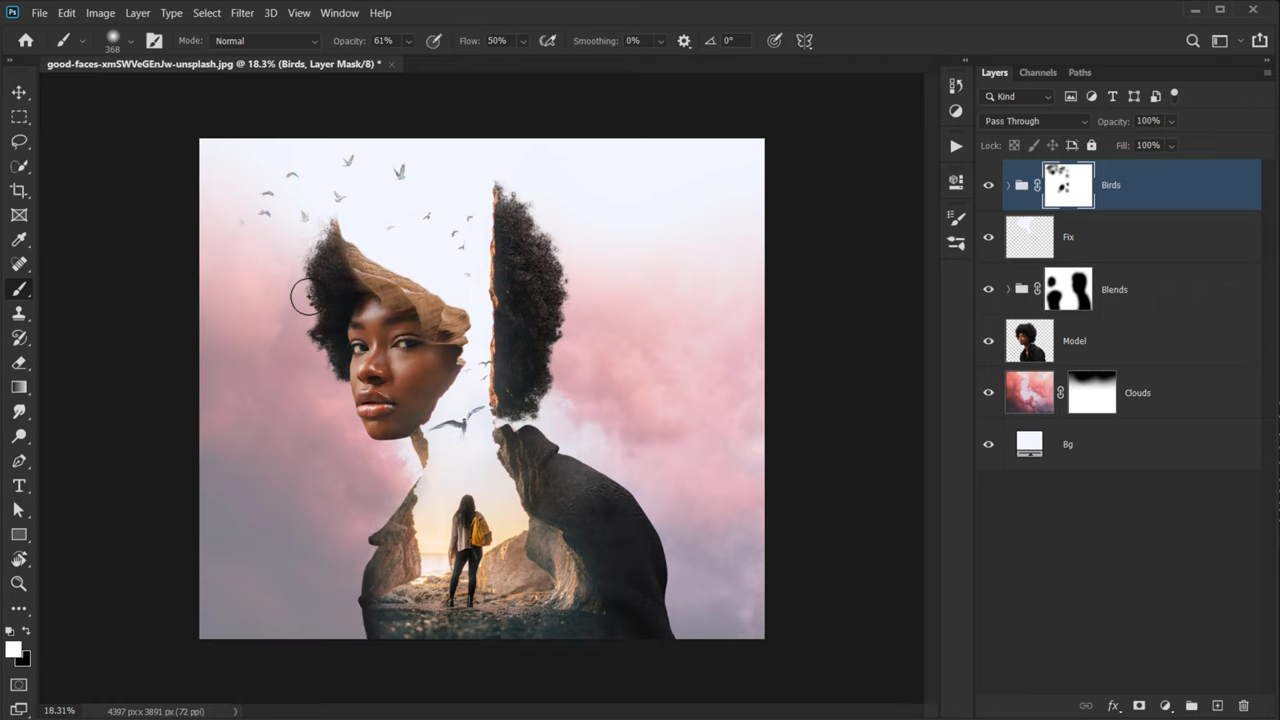 Ps File Edit Image Layer Type Select Filter 3D View Window Help
368 Mode: Normal Opacity: 61% Flow: 50% Smoothing: 0% 0°
good-faces-xmSWVeGEnJw-unsplash.jpg @ 18.3% (Birds, Layer Mask/8) *
Layers Channels Paths
Kind
Pass Through Opacity: 100%
Lock: Fill: 100%
Birds
Fix
Blends
Model
Clouds
Bg
18.31% 4397 px x 3891 px (72 ppi)